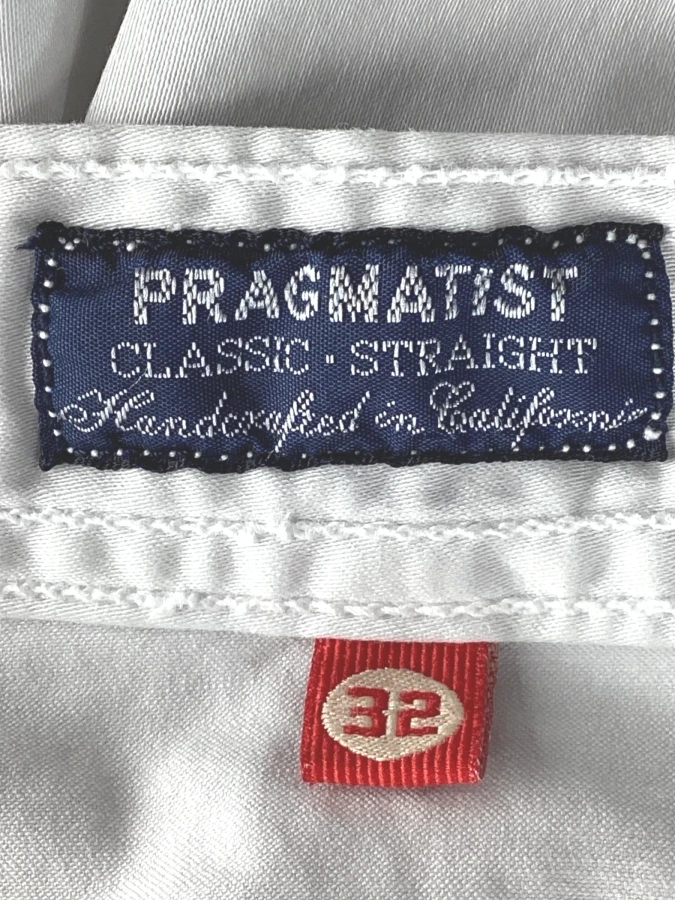 PRAGMATIST
CLASSIC · STRAIGHT
Handcrafted in California
32